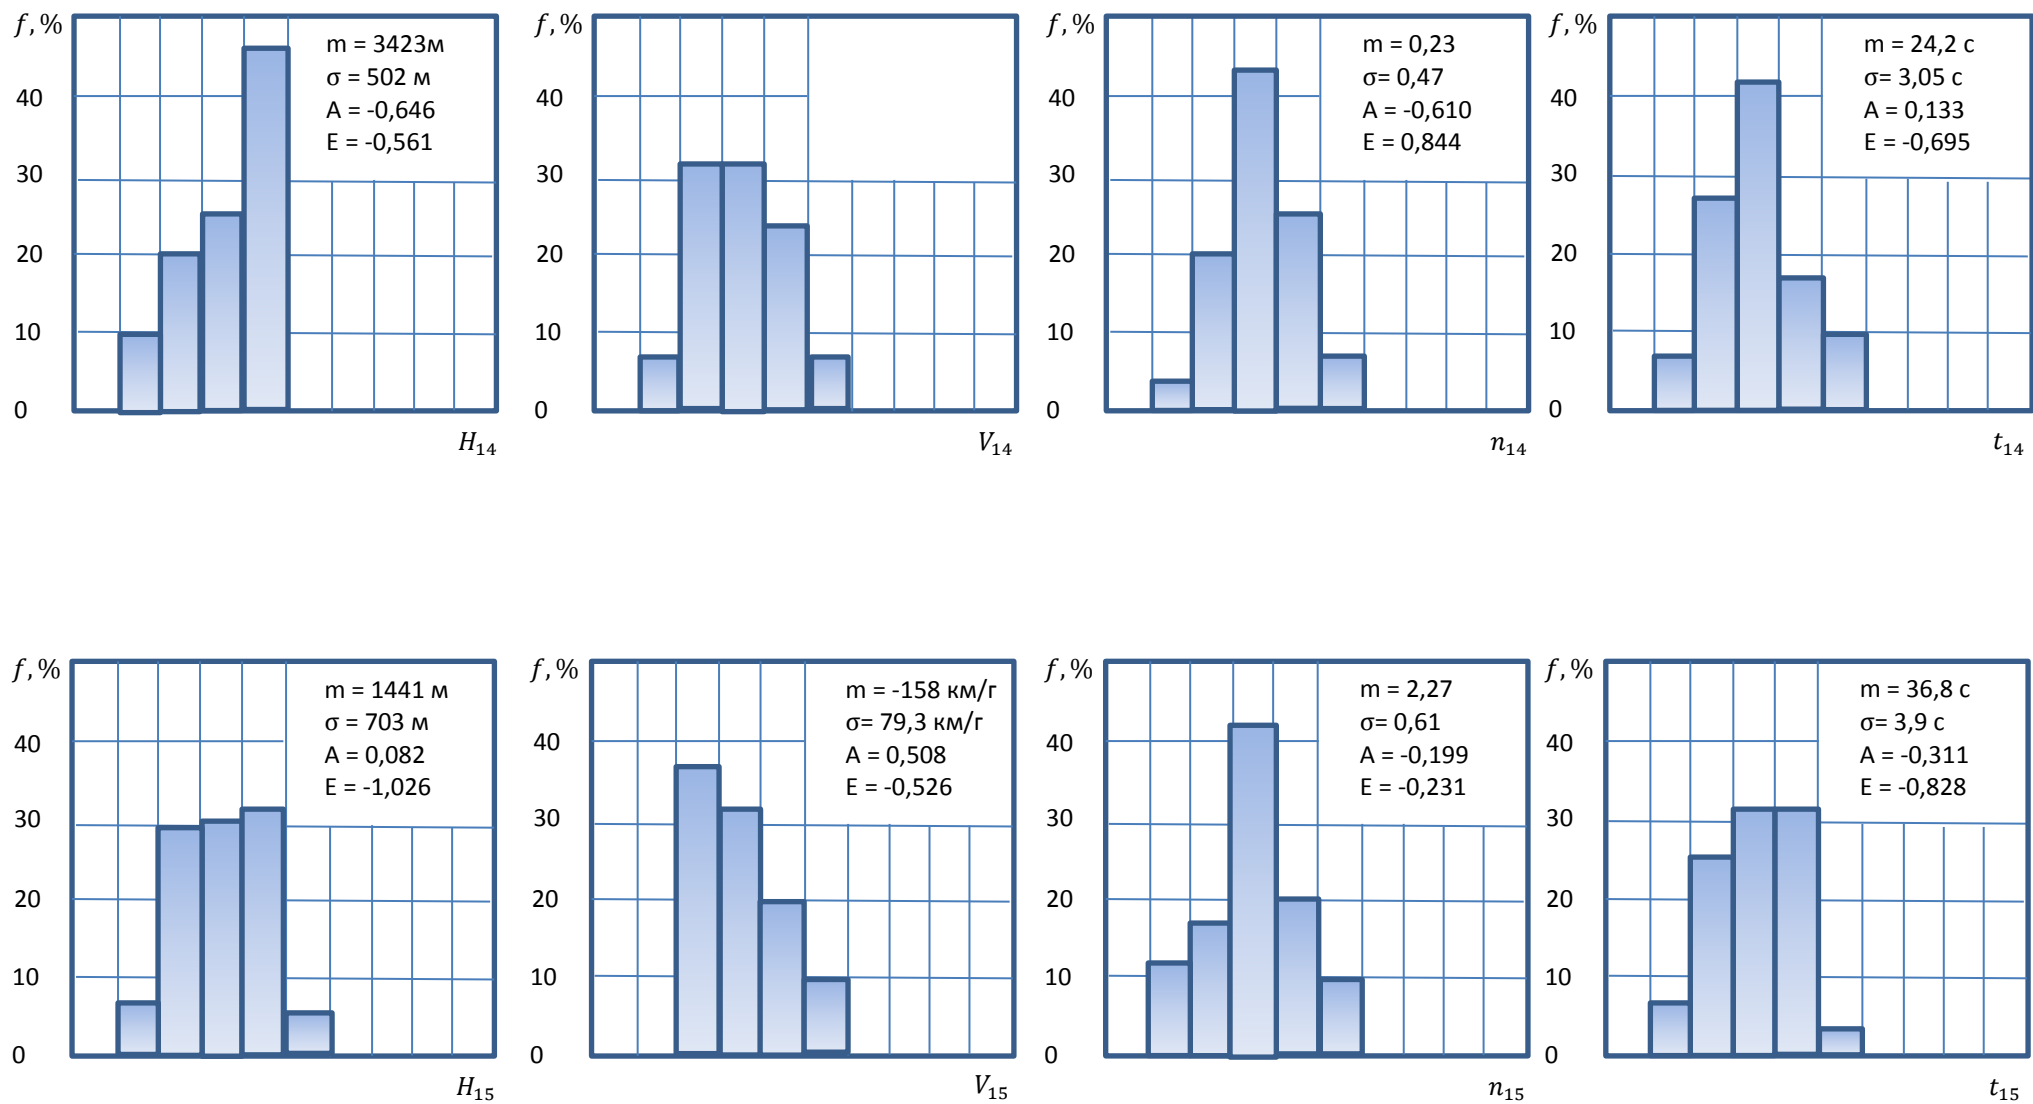 f, %
40
30
20
10
0
m = 3423м
σ = 502 м
A = -0,646
E = -0,561
H₁₄
f, %
40
30
20
10
0
V₁₄
f, %
40
30
20
10
0
m = 0,23
σ= 0,47
A = -0,610
E = 0,844
n₁₄
f, %
40
30
20
10
0
m = 24,2 с
σ= 3,05 с
A = 0,133
E = -0,695
t₁₄
f, %
40
30
20
10
0
m = 1441 м
σ = 703 м
A = 0,082
E = -1,026
H₁₅
f, %
40
30
20
10
0
m = -158 км/г
σ= 79,3 км/г
A = 0,508
E = -0,526
V₁₅
f, %
40
30
20
10
0
m = 2,27
σ= 0,61
A = -0,199
E = -0,231
n₁₅
f, %
40
30
20
10
0
m = 36,8 с
σ= 3,9 с
A = -0,311
E = -0,828
t₁₅